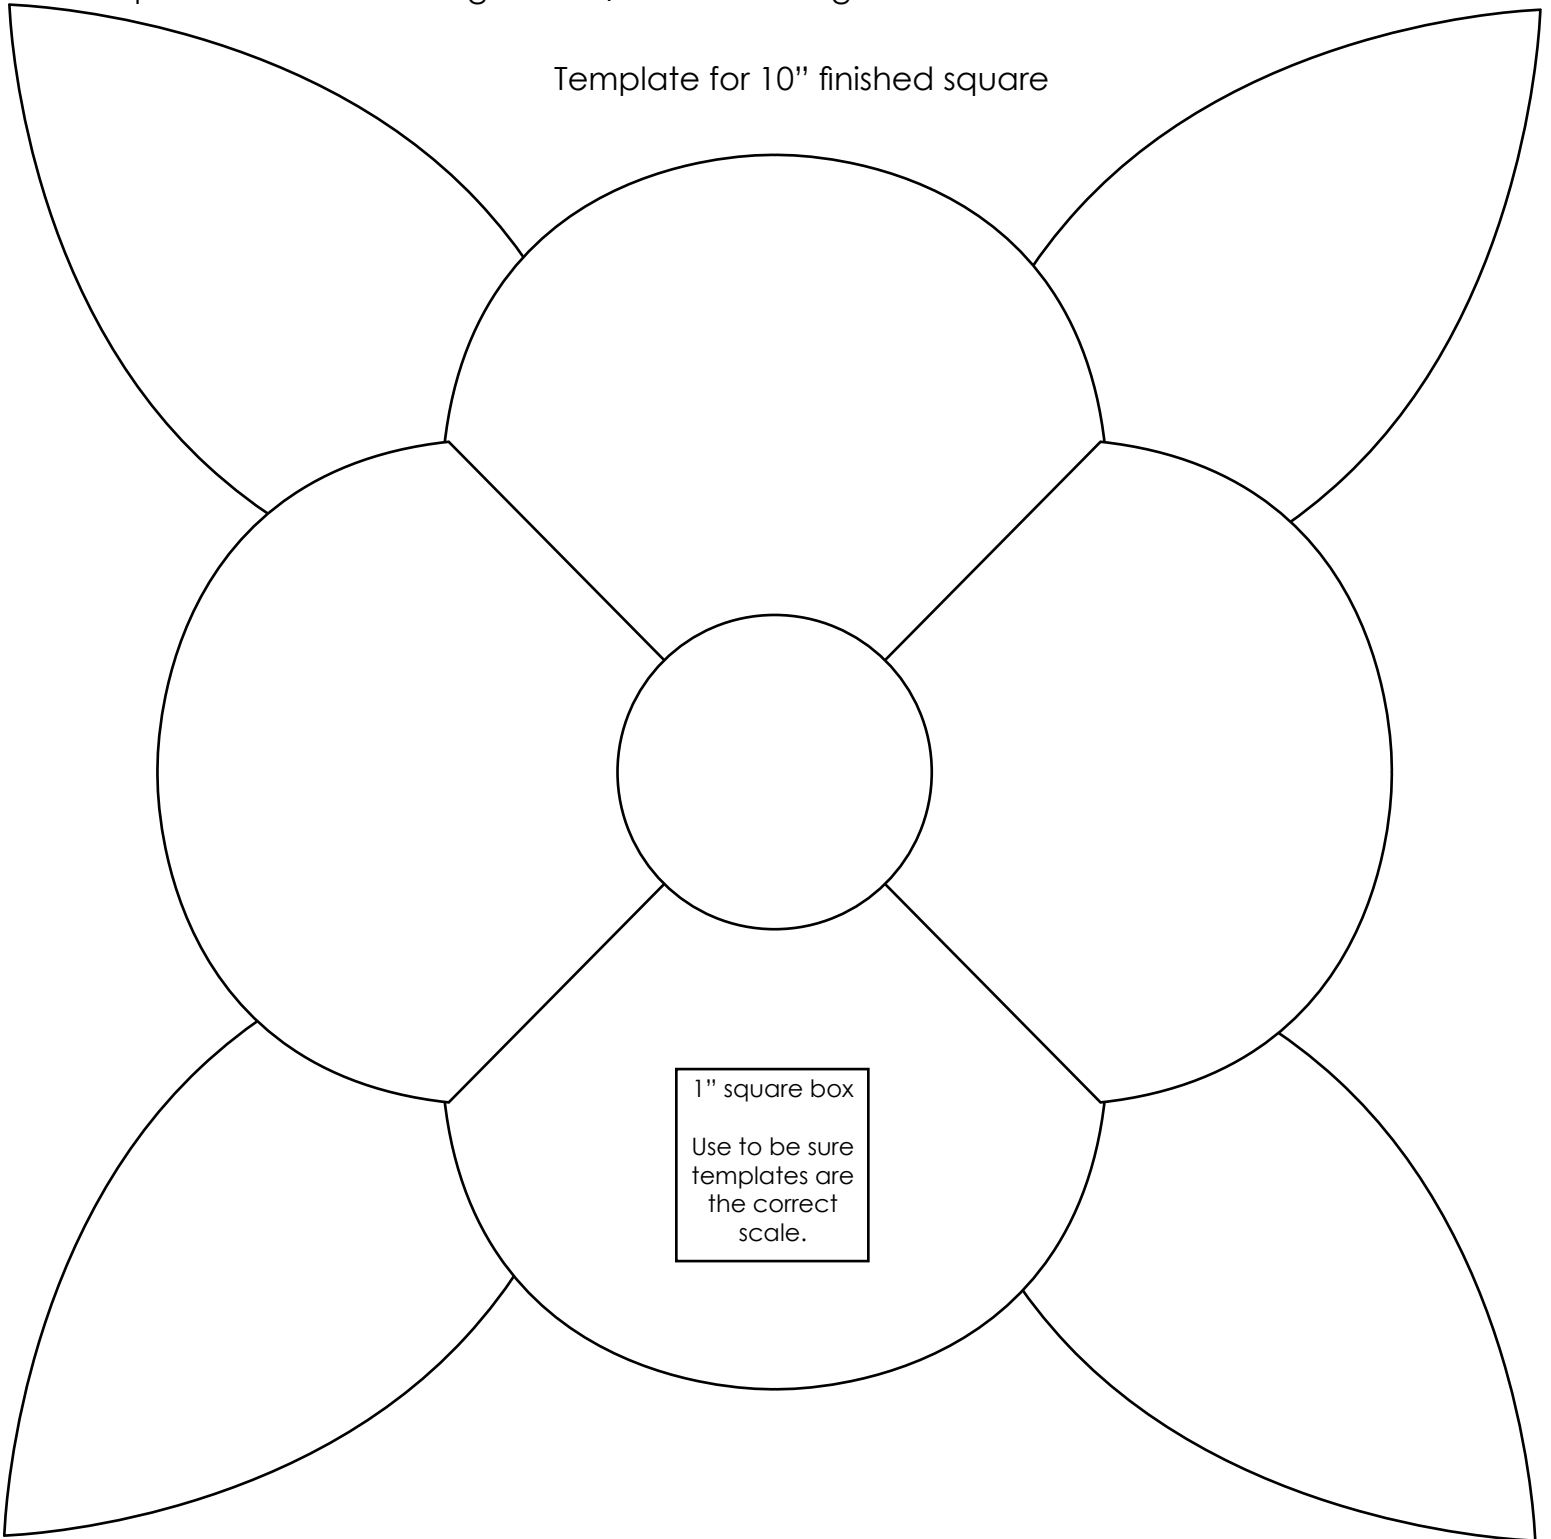 Template for 10” finished square
1” square box
Use to be sure
templates are
the correct
scale.